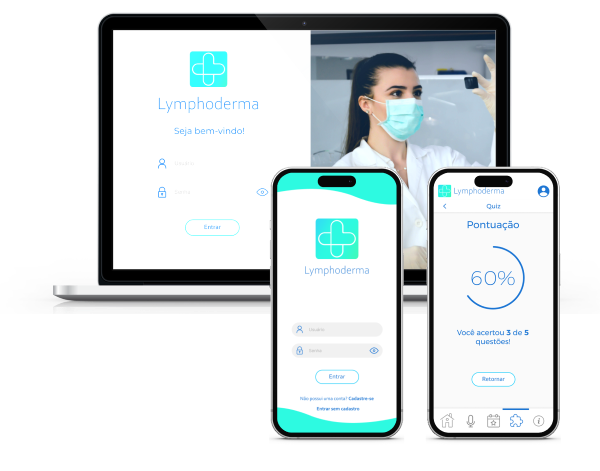 Lymphoderma
Seja bem-vindo!
Usuário
Senha
Entrar
Lymphoderma
Usuário
Senha
Entrar
Não possui uma conta? Cadastre-se
Entrar sem cadastro
Lymphoderma
Quiz
Pontuação
60%
Você acertou 3 de 5
questões!
Retornar